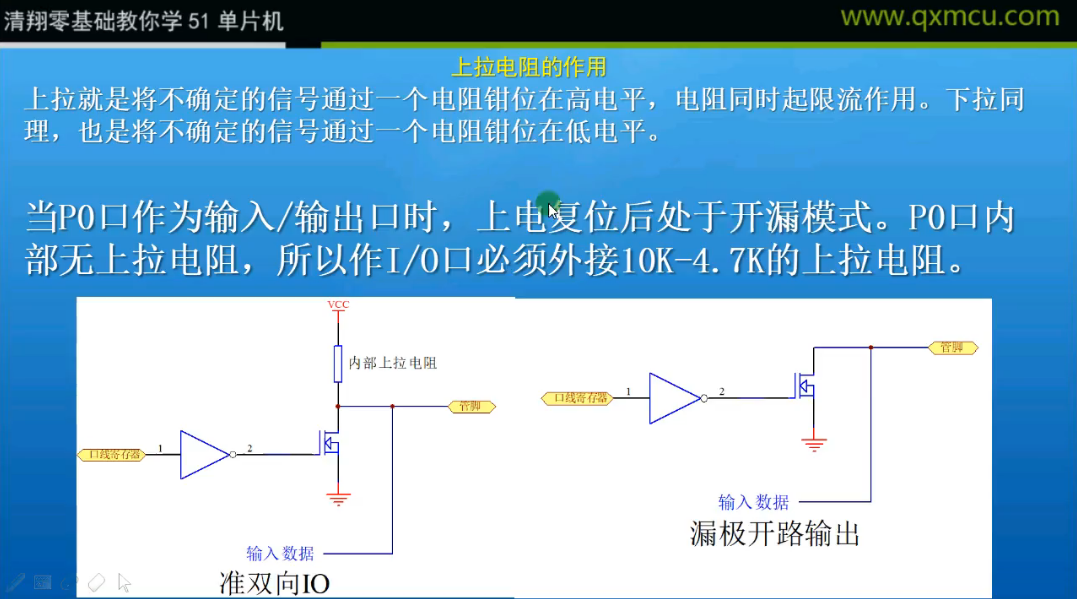 清翔零基础教你学 51 单片机
www.qxmcu.com
上拉电阻的作用
上拉就是将不确定的信号通过一个电阻钳位在高电平，电阻同时起限流作用。下拉同
理，也是将不确定的信号通过一个电阻钳位在低电平。
当P0口作为输入/输出口时，上电复位后处于开漏模式。P0口内
部无上拉电阻，所以作I/O口必须外接10K-4.7K的上拉电阻。
VCC
内部上拉电阻
管脚
口线寄存器
1
2
输入数据
准双向IO
管脚
口线寄存器
1
2
输入数据
漏极开路输出